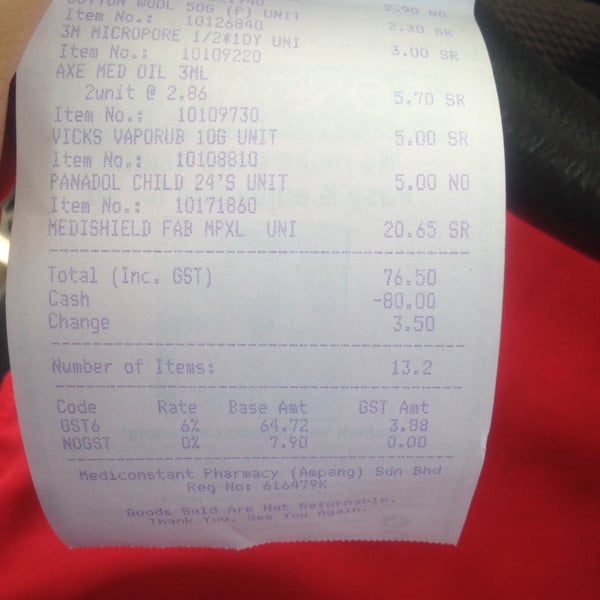 COTTON WOOL 50G (P) UNIT 2.90 NO
Item No.: 10126840
3M MICROPORE 1/2*10Y UNI 2.30 SR
Item No.: 10109220 3.00 SR
AXE MED OIL 3ML
2unit @ 2.86 5.70 SR
Item No.: 10109730
VICKS VAPORUB 10G UNIT 5.00 SR
Item No.: 10108810
PANADOL CHILD 24'S UNIT 5.00 NO
Item No.: 10171860
MEDISHIELD FAB MPXL UNI 20.65 SR
Total (Inc. GST) 76.50
Cash -80.00
Change 3.50
Number of Items: 13.2
Code Rate Base Amt GST Amt
GST6 6% 64.72 3.88
NOGST 0% 7.90 0.00
Mediconstant Pharmacy (Ampang) Sdn Bhd
Reg No: 616479K
Goods Sold Are Not Returnable.
Thank You. See You Again.